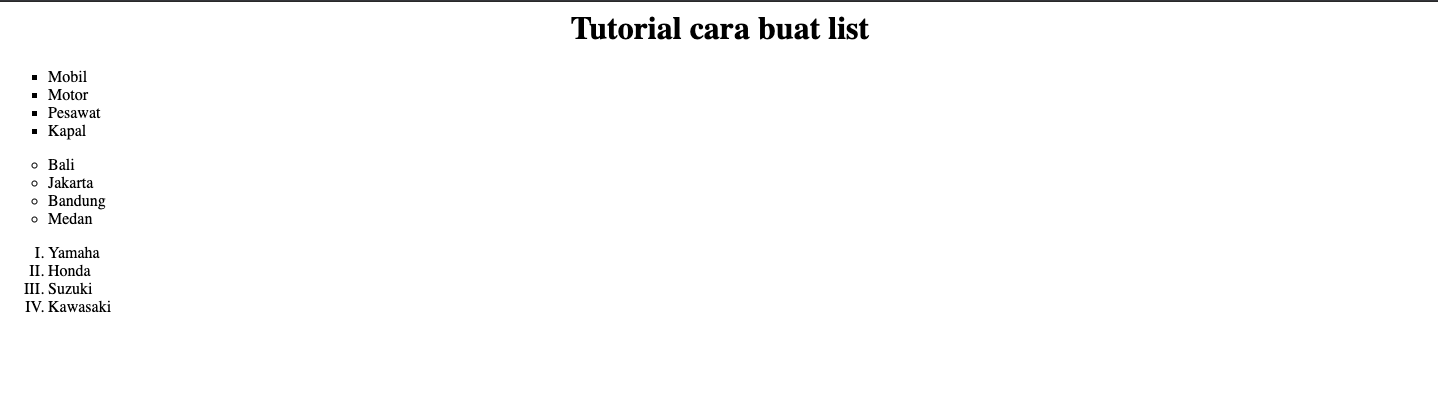 Tutorial cara buat list
▪ Mobil
▪ Motor
▪ Pesawat
▪ Kapal
○ Bali
○ Jakarta
○ Bandung
○ Medan
I. Yamaha
II. Honda
III. Suzuki
IV. Kawasaki